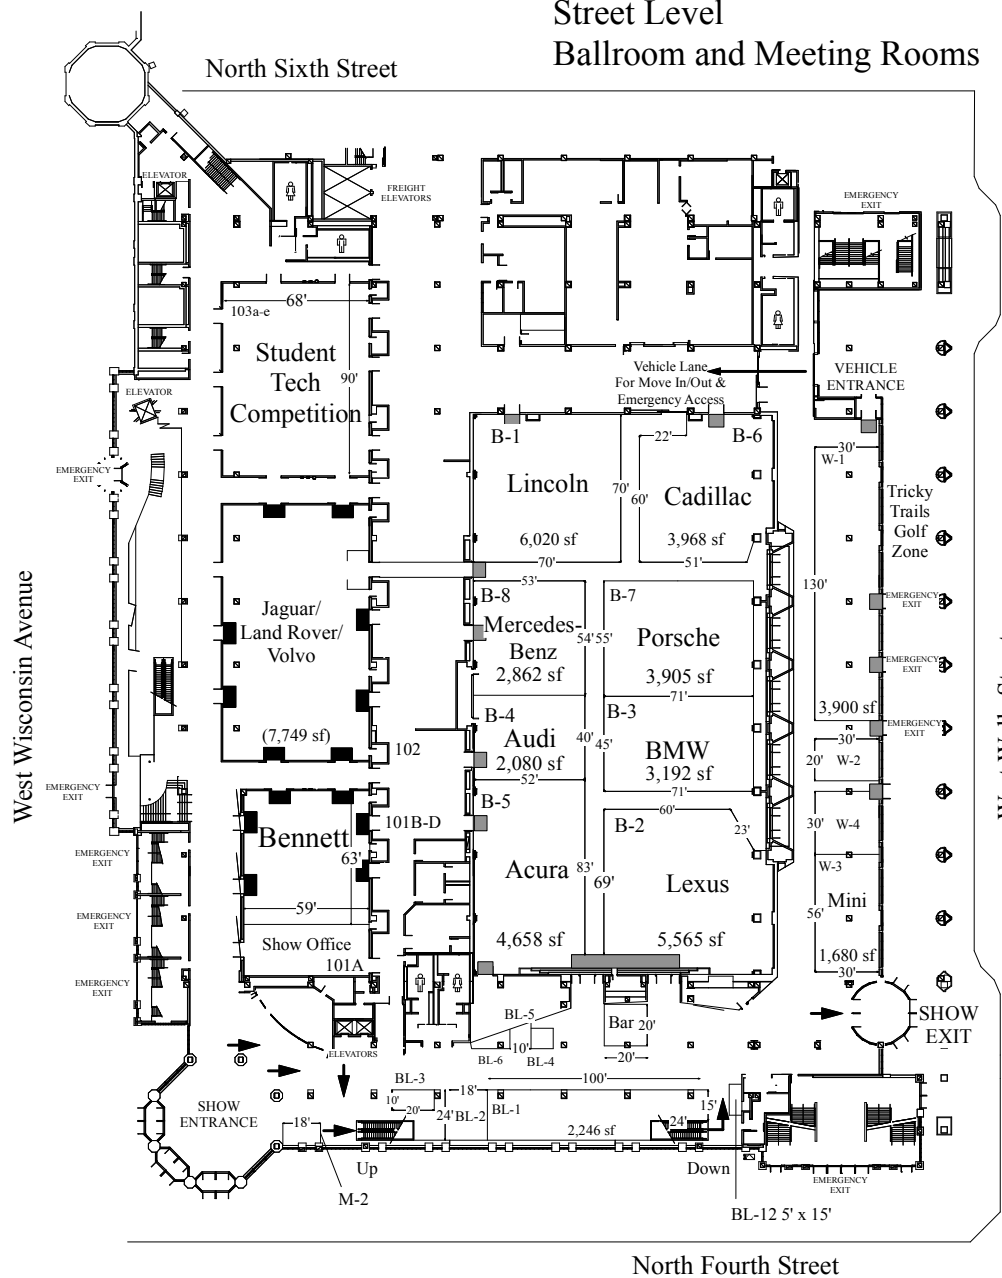 Street Level
Ballroom and Meeting Rooms
North Sixth Street
ELEVATOR
FREIGHT
ELEVATORS
EMERGENCY
EXIT
68'
103a-e
Student
Tech
Competition
90'
Vehicle Lane
For Move In/Out &
Emergency Access
VEHICLE
ENTRANCE
ELEVATOR
EMERGENCY
EXIT
B-1
22'
B-6
Lincoln
70'
60'
Cadillac
6,020 sf
3,968 sf
70'
51'
30'
W-1
Tricky
Trails
Golf
Zone
130'
53'
B-8
B-7
Mercedes-
Benz
54'
55'
Porsche
2,862 sf
3,905 sf
71'
EMERGENCY
EXIT
EMERGENCY
EXIT
3,900 sf
EMERGENCY
EXIT
30'
20'
W-2
Jaguar/
Land Rover/
Volvo
(7,749 sf)
102
B-4
B-3
Audi
40'
45'
BMW
2,080 sf
3,192 sf
52'
71'
West Wisconsin Avenue
EMERGENCY
EXIT
B-5
60'
B-2
23'
30'
W-4
W-3
Bennett
101B-D
63'
59'
Show Office
101A
Acura
83'
69'
Lexus
4,658 sf
5,565 sf
56'
Mini
1,680 sf
30'
EMERGENCY
EXIT
EMERGENCY
EXIT
EMERGENCY
EXIT
SHOW
EXIT
BL-5
Bar
20'
20'
10'
BL-6
BL-4
ELEVATORS
BL-3
18'
100'
10'
20'
24'
BL-2
BL-1
15'
24'
2,246 sf
SHOW
ENTRANCE
18'
Up
Down
M-2
EMERGENCY
EXIT
BL-12 5' x 15'
North Fourth Street